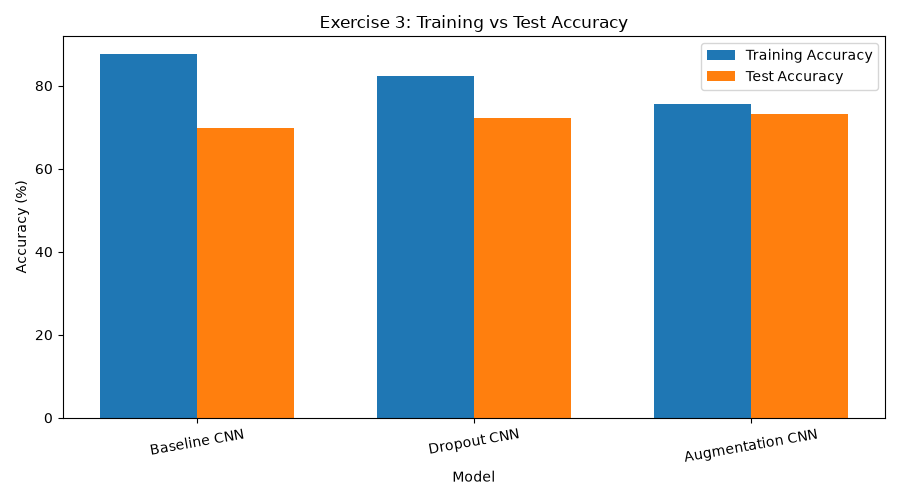 Exercise 3: Training vs Test Accuracy
Training Accuracy
Test Accuracy
Accuracy (%)
80
60
40
20
0
Baseline CNN
Dropout CNN
Augmentation CNN
Model